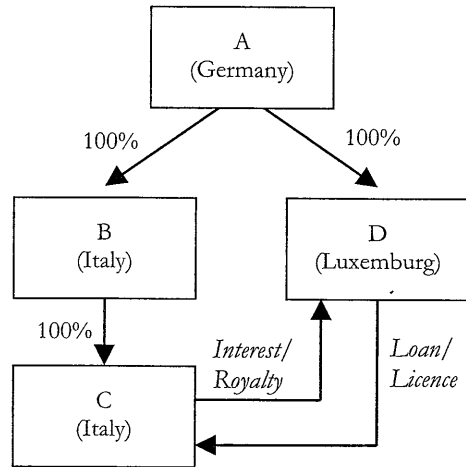 A
(Germany)
100%
100%
B
(Italy)
D
(Luxemburg)
100%
Interest/
Royalty
Loan/
Licence
C
(Italy)